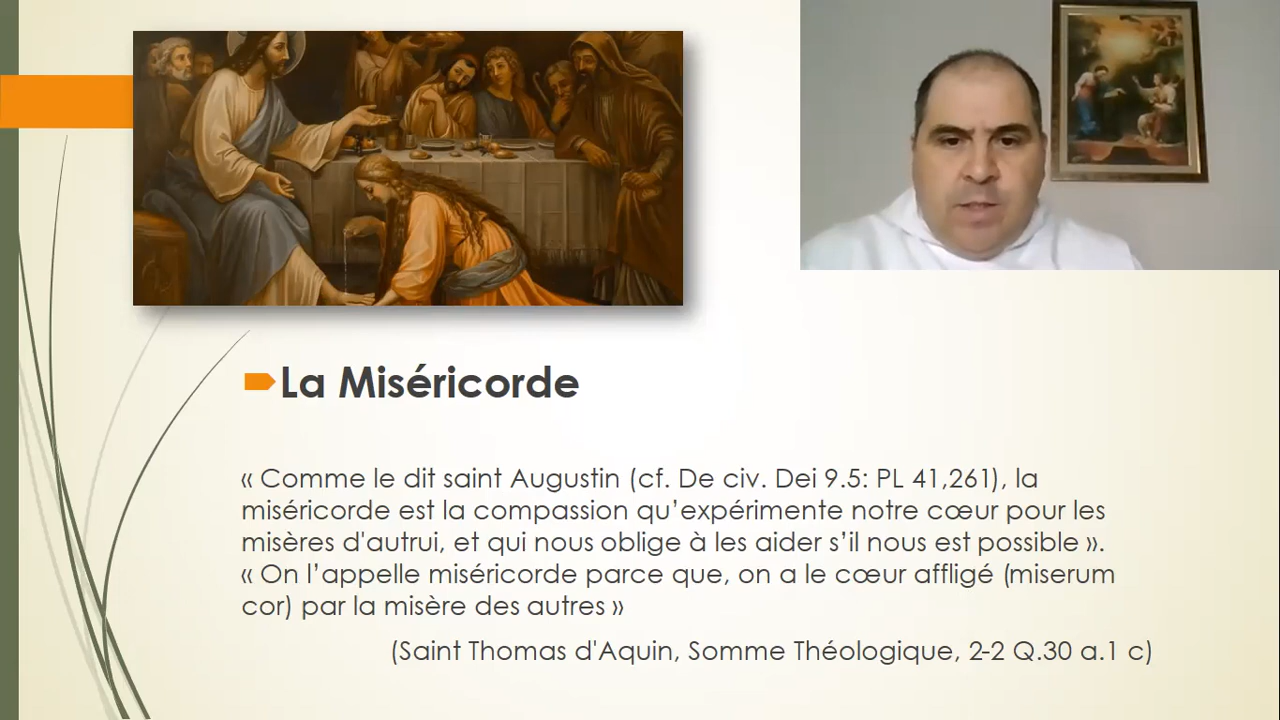 La Miséricorde
« Comme le dit saint Augustin (cf. De civ. Dei 9.5: PL 41,261), la
miséricorde est la compassion qu’expérimente notre cœur pour les
misères d'autrui, et qui nous oblige à les aider s’il nous est possible ».
« On l’appelle miséricorde parce que, on a le cœur affligé (miserum
cor) par la misère des autres »
(Saint Thomas d'Aquin, Somme Théologique, 2-2 Q.30 a.1 c)